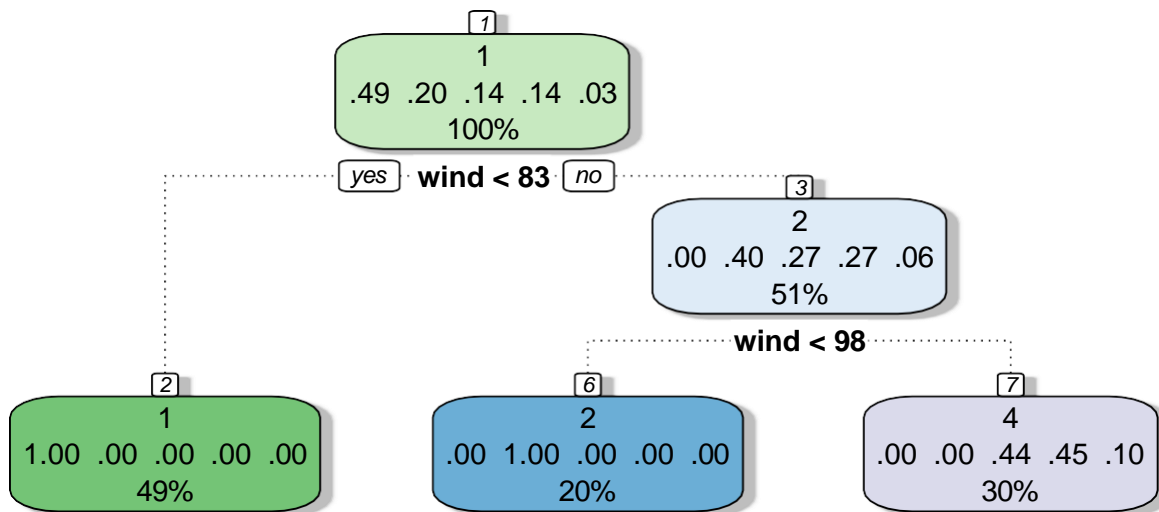 1
1
.49 .20 .14 .14 .03
100%
yes wind < 83 no
3
2
.00 .40 .27 .27 .06
51%
wind < 98
2
1
1.00 .00 .00 .00 .00
49%
6
2
.00 1.00 .00 .00 .00
20%
7
4
.00 .00 .44 .45 .10
30%